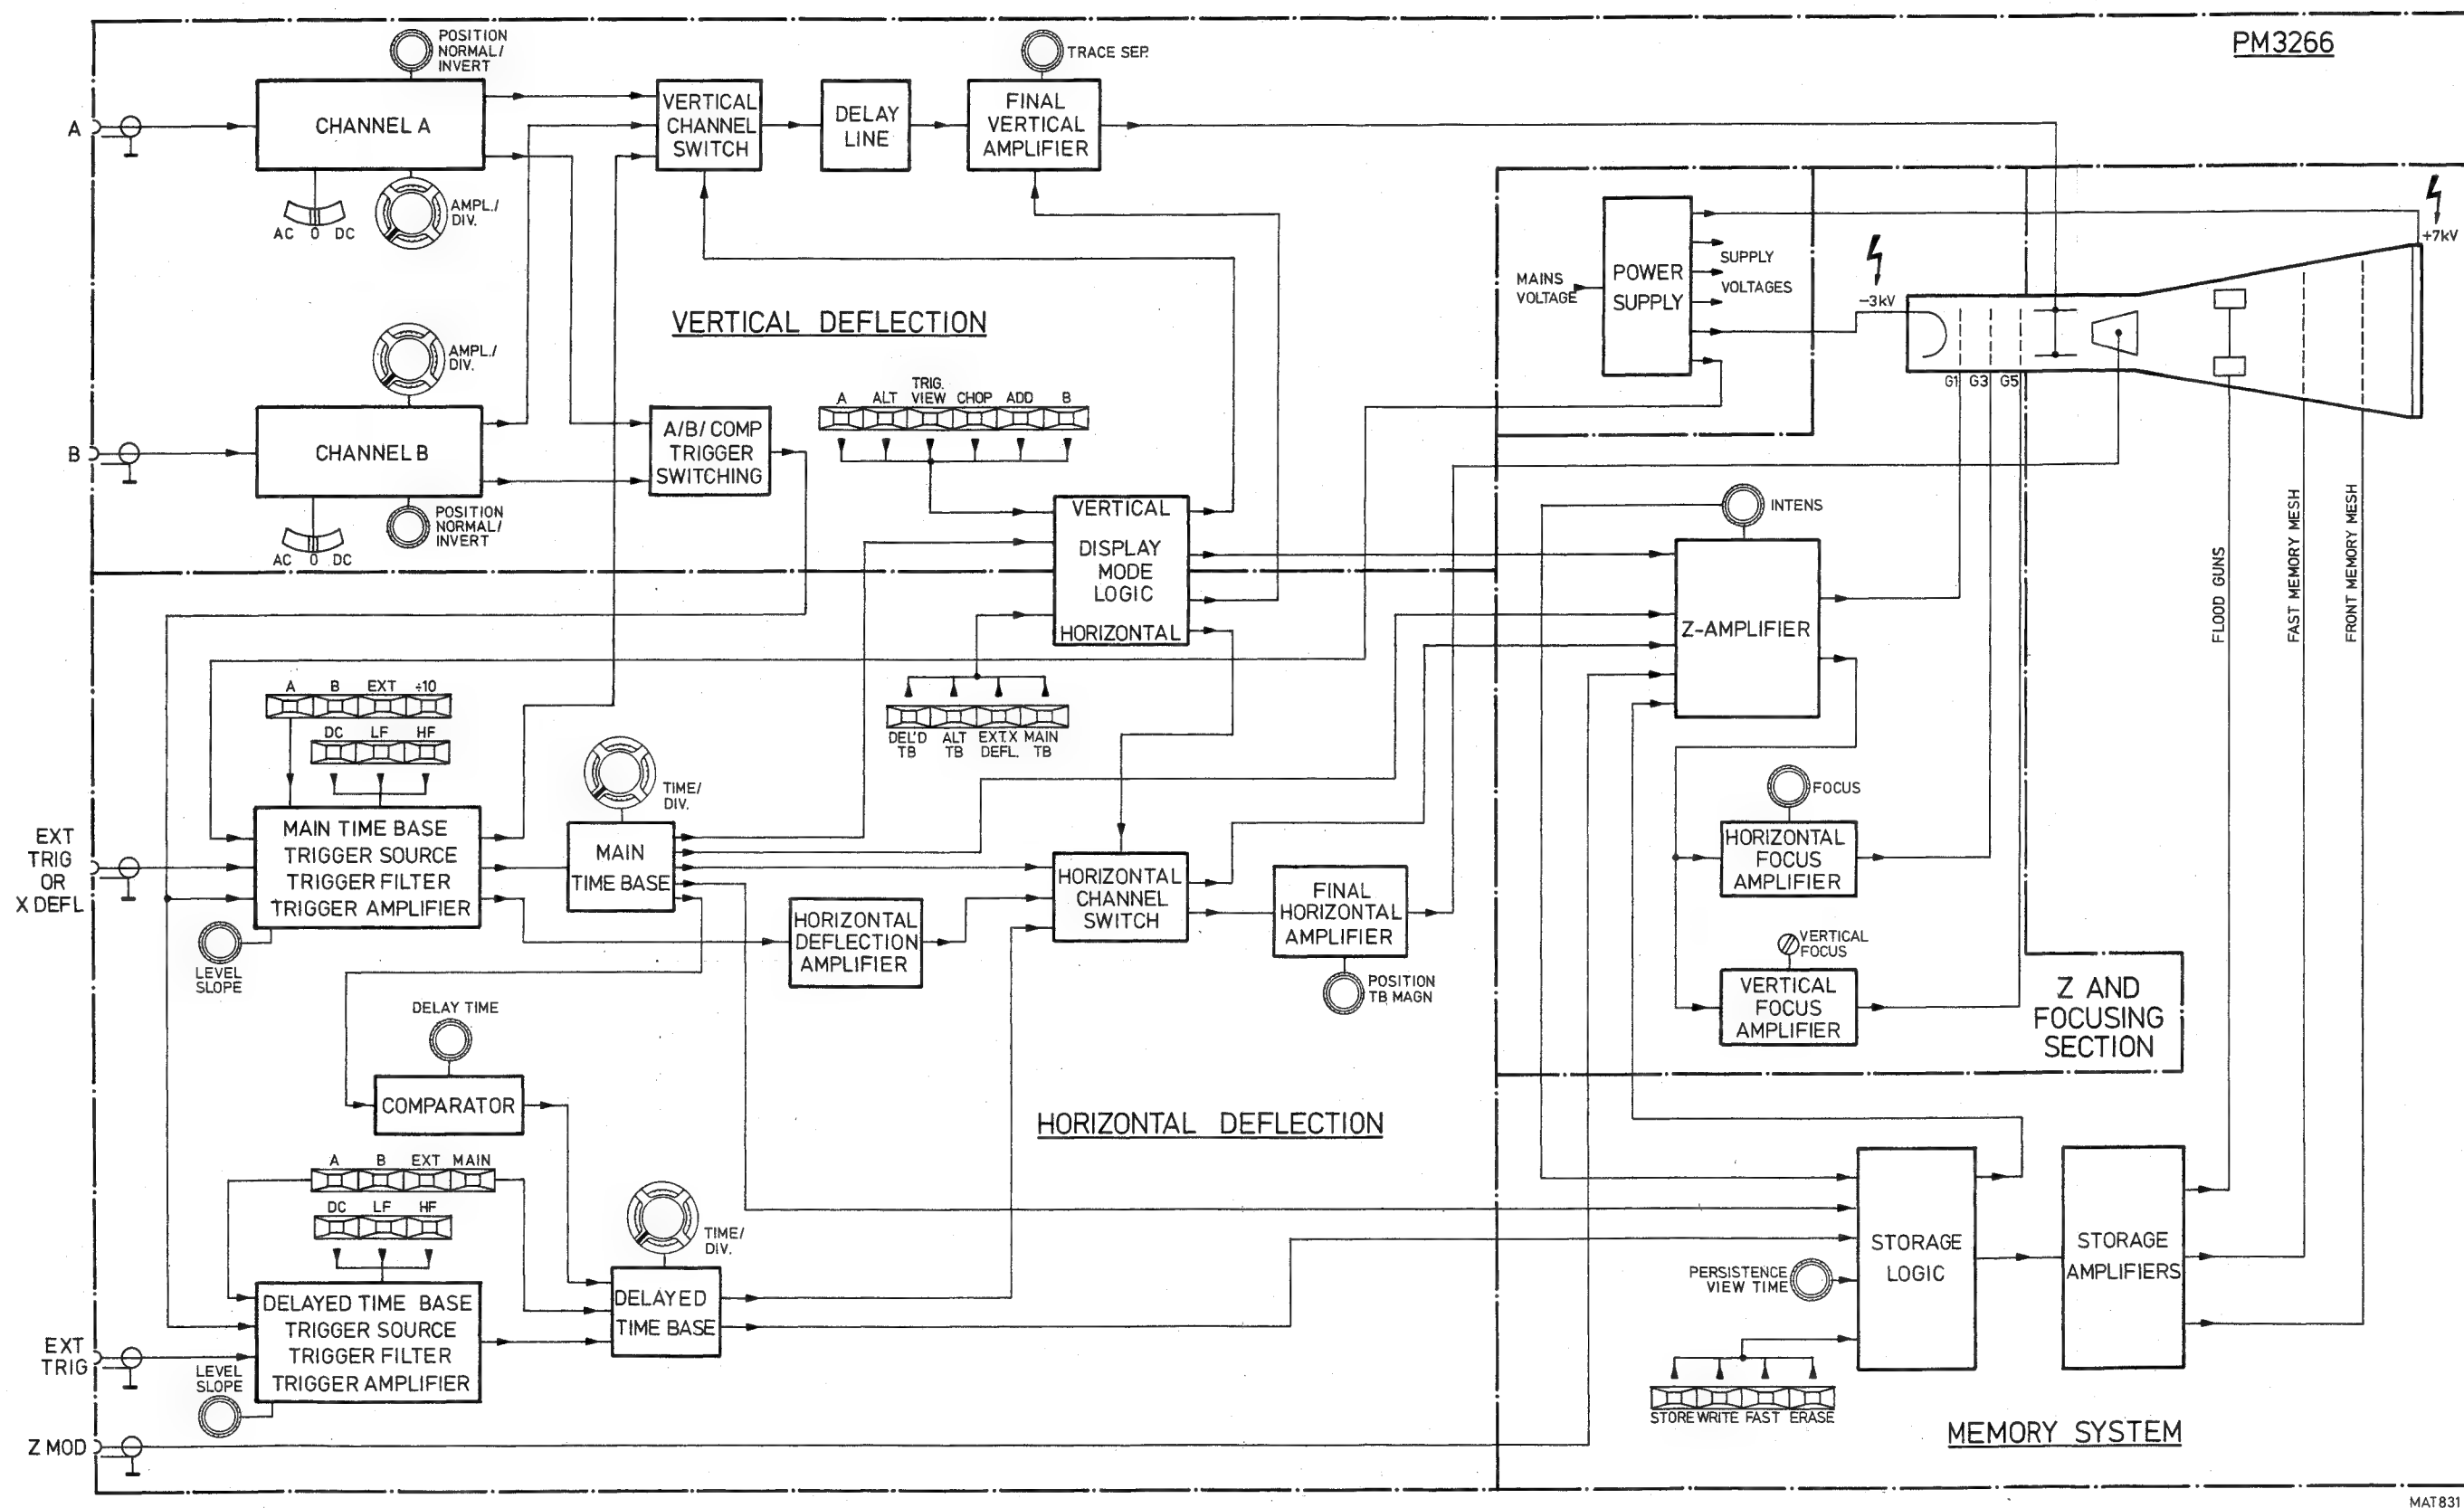 PM3266
POSITION
NORMAL/
INVERT
TRACE SEP.
A
CHANNEL A
VERTICAL
CHANNEL
SWITCH
DELAY
LINE
FINAL
VERTICAL
AMPLIFIER
AC 0 DC
AMPL./
DIV.
+7kV
MAINS
VOLTAGE
POWER
SUPPLY
SUPPLY
VOLTAGES
-3kV
G1 G3 G5
VERTICAL DEFLECTION
AMPL./
DIV.
A ALT TRIG.
VIEW CHOP ADD B
B
CHANNEL B
A/B/COMP
TRIGGER
SWITCHING
POSITION
NORMAL/
INVERT
AC 0 DC
VERTICAL
DISPLAY
MODE
LOGIC
HORIZONTAL
INTENS
Z-AMPLIFIER
FLOOD GUNS
FAST MEMORY MESH
FRONT MEMORY MESH
A B EXT ÷10
DC LF HF
DEL'D
TB
ALT
TB
EXT.X
DEFL.
MAIN
TB
TIME/
DIV.
EXT
TRIG
OR
X DEFL
MAIN TIME BASE
TRIGGER SOURCE
TRIGGER FILTER
TRIGGER AMPLIFIER
LEVEL
SLOPE
MAIN
TIME BASE
HORIZONTAL
DEFLECTION
AMPLIFIER
HORIZONTAL
CHANNEL
SWITCH
FINAL
HORIZONTAL
AMPLIFIER
POSITION
TB MAGN
FOCUS
HORIZONTAL
FOCUS
AMPLIFIER
VERTICAL
FOCUS
VERTICAL
FOCUS
AMPLIFIER
Z AND
FOCUSING
SECTION
DELAY TIME
COMPARATOR
HORIZONTAL DEFLECTION
A B EXT MAIN
DC LF HF
TIME/
DIV.
DELAYED
TIME BASE
EXT
TRIG
DELAYED TIME BASE
TRIGGER SOURCE
TRIGGER FILTER
TRIGGER AMPLIFIER
LEVEL
SLOPE
STORAGE
LOGIC
STORAGE
AMPLIFIERS
PERSISTENCE
VIEW TIME
STORE WRITE FAST ERASE
Z MOD
MEMORY SYSTEM
MAT831